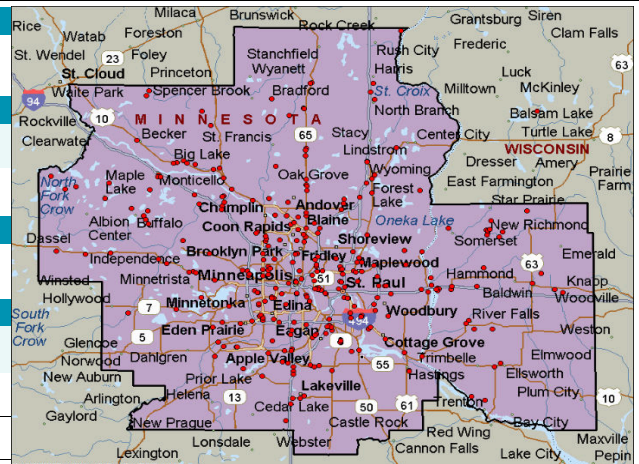 Rice
Milaca
Brunswick
Rock Creek
Grantsburg
Siren
Watab
Foreston
Clam Falls
St. Wendel
23
Foley
Stanchfield
Rush City
Frederic
Princeton
Wyanett
Harris
Luck
63
St. Cloud
Waite Park
Spencer Brook
Bradford
St. Croix
Milltown
McKinley
94
Rockville
10
MINNESOTA
North Branch
Balsam Lake
Clearwater
Becker
St. Francis
65
Stacy
Center City
Turtle Lake
8
Big Lake
Lindstrom
WISCONSIN
Dresser
Amery
North
Fork
Crow
Maple
Lake
Monticello
Oak Grove
Wyoming
Forest
Lake
East Farmington
Prairie
Farm
Star Prairie
Champlin
Andover
Albion
Center
Buffalo
Coon Rapids
Blaine
Oneka Lake
New Richmond
Dassel
Shoreview
Somerset
Independence
Brooklyn Park
Fridley
Maplewood
Emerald
Winsted
Minnetrista
Minneapolis
51
St. Paul
Hammond
63
Knapp
Hollywood
Baldwin
Woodville
7
Minnetonka
Edina
Woodbury
River Falls
South
Fork
Crow
5
Eden Prairie
Eagan
494
Weston
Glencoe
Cottage Grove
Norwood
Dahlgren
Apple Valley
55
Trimbelle
Elmwood
New Auburn
Prior Lake
Hastings
Ellsworth
Arlington
Helena
Lakeville
Plum City
13
Cedar Lake
50
61
Trenton
10
Gaylord
New Prague
Castle Rock
Bay City
Lonsdale
Webster
Red Wing
Maxville
Lexington
Cannon Falls
Lake City
Pepin